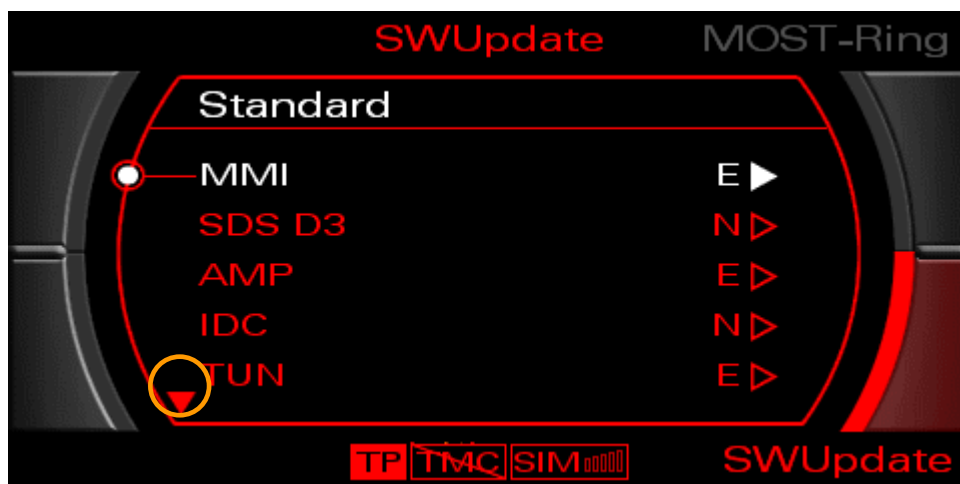 SWUpdate MOST-Ring
Standard
MMI E
SDS D3 N
AMP E
IDC N
TUN E
TP TMC SIM SWUpdate